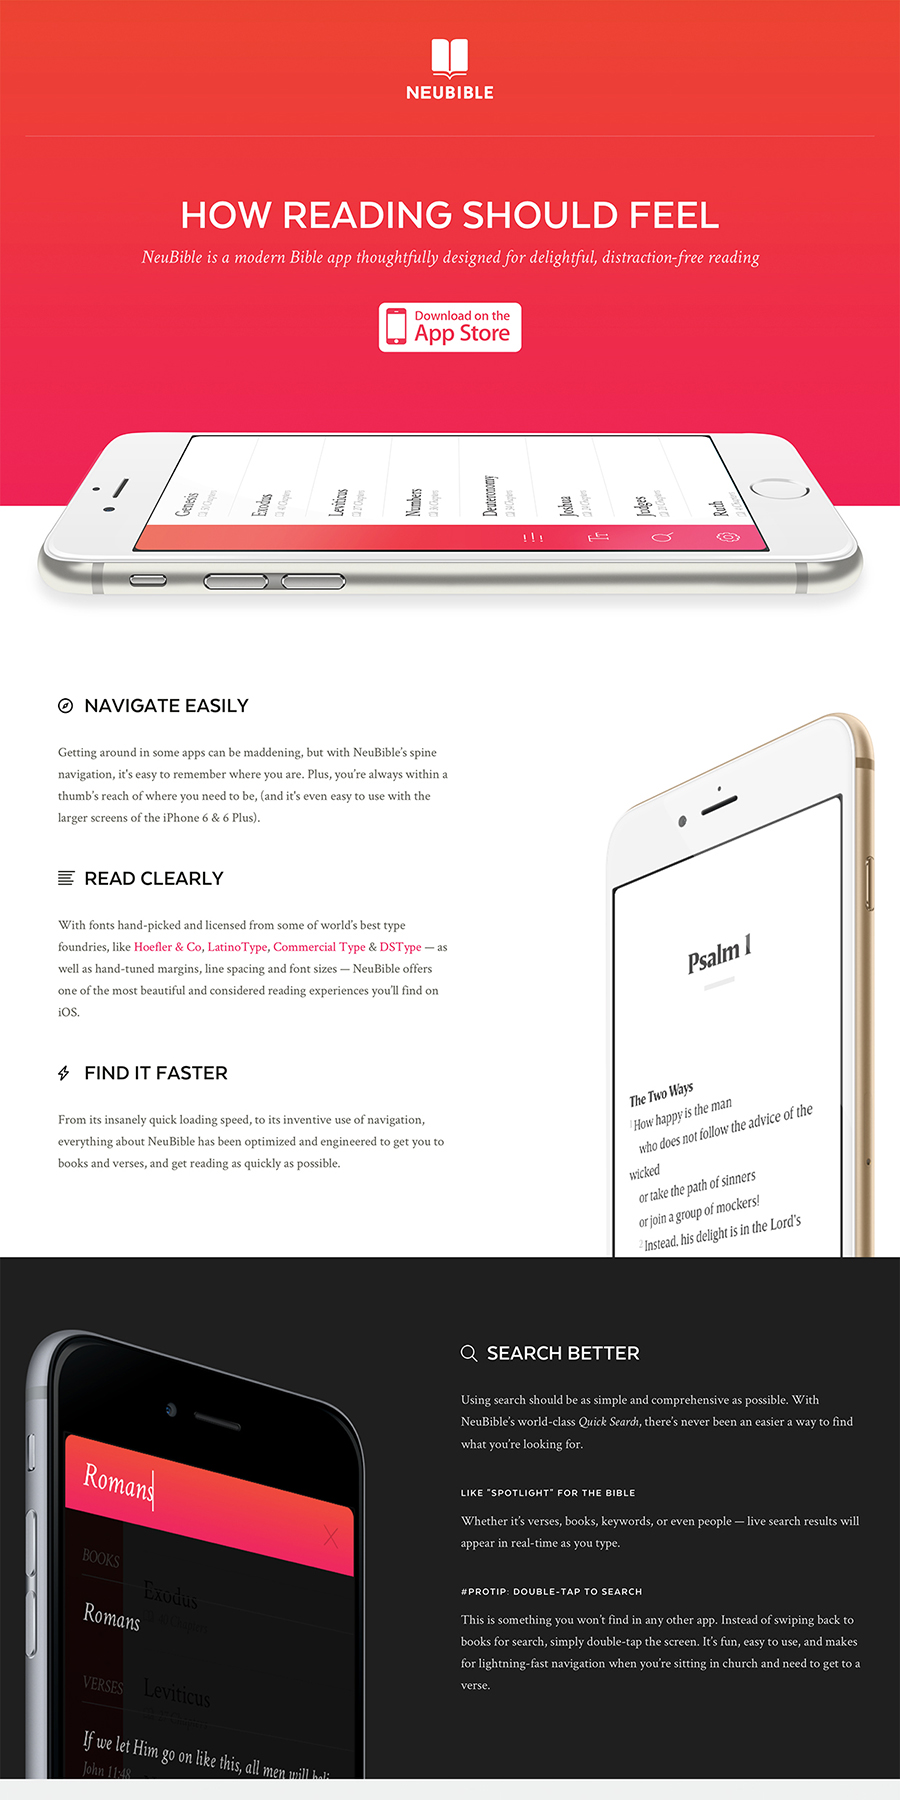 NEUBIBLE
HOW READING SHOULD FEEL
NeuBible is a modern Bible app thoughtfully designed for delightful, distraction-free reading
Download on the
App Store
Genesis
Exodus
Leviticus
Numbers
Deuteronomy
Joshua
Judges
Ruth
NAVIGATE EASILY
Getting around in some apps can be maddening, but with NeuBible's spine
navigation, it's easy to remember where you are. Plus, you're always within a
thumb's reach of where you need to be, (and it's even easy to use with the
larger screens of the iPhone 6 & 6 Plus).
READ CLEARLY
With fonts hand-picked and licensed from some of world's best type
foundries, like Hoefler & Co, LatinoType, Commercial Type & DSType — as
well as hand-tuned margins, line spacing and font sizes — NeuBible offers
one of the most beautiful and considered reading experiences you'll find on
iOS.
FIND IT FASTER
From its insanely quick loading speed, to its inventive use of navigation,
everything about NeuBible has been optimized and engineered to get you to
books and verses, and get reading as quickly as possible.
Psalm 1
The Two Ways
1 How happy is the man
who does not follow the advice of the
wicked
or take the path of sinners
or join a group of mockers!
2 Instead, his delight is in the Lord's
Romans
X
BOOKS
Exodus
Romans
VERSES
Leviticus
If we let Him go on like this, all men will beli
John 11:48
SEARCH BETTER
Using search should be as simple and comprehensive as possible. With
NeuBible's world-class Quick Search, there's never been an easier a way to find
what you're looking for.
LIKE "SPOTLIGHT" FOR THE BIBLE
Whether it's verses, books, keywords, or even people — live search results will
appear in real-time as you type.
#PROTIP: DOUBLE-TAP TO SEARCH
This is something you won't find in any other app. Instead of swiping back to
books for search, simply double-tap the screen. It's fun, easy to use, and makes
for lightning-fast navigation when you're sitting in church and need to get to a
verse.